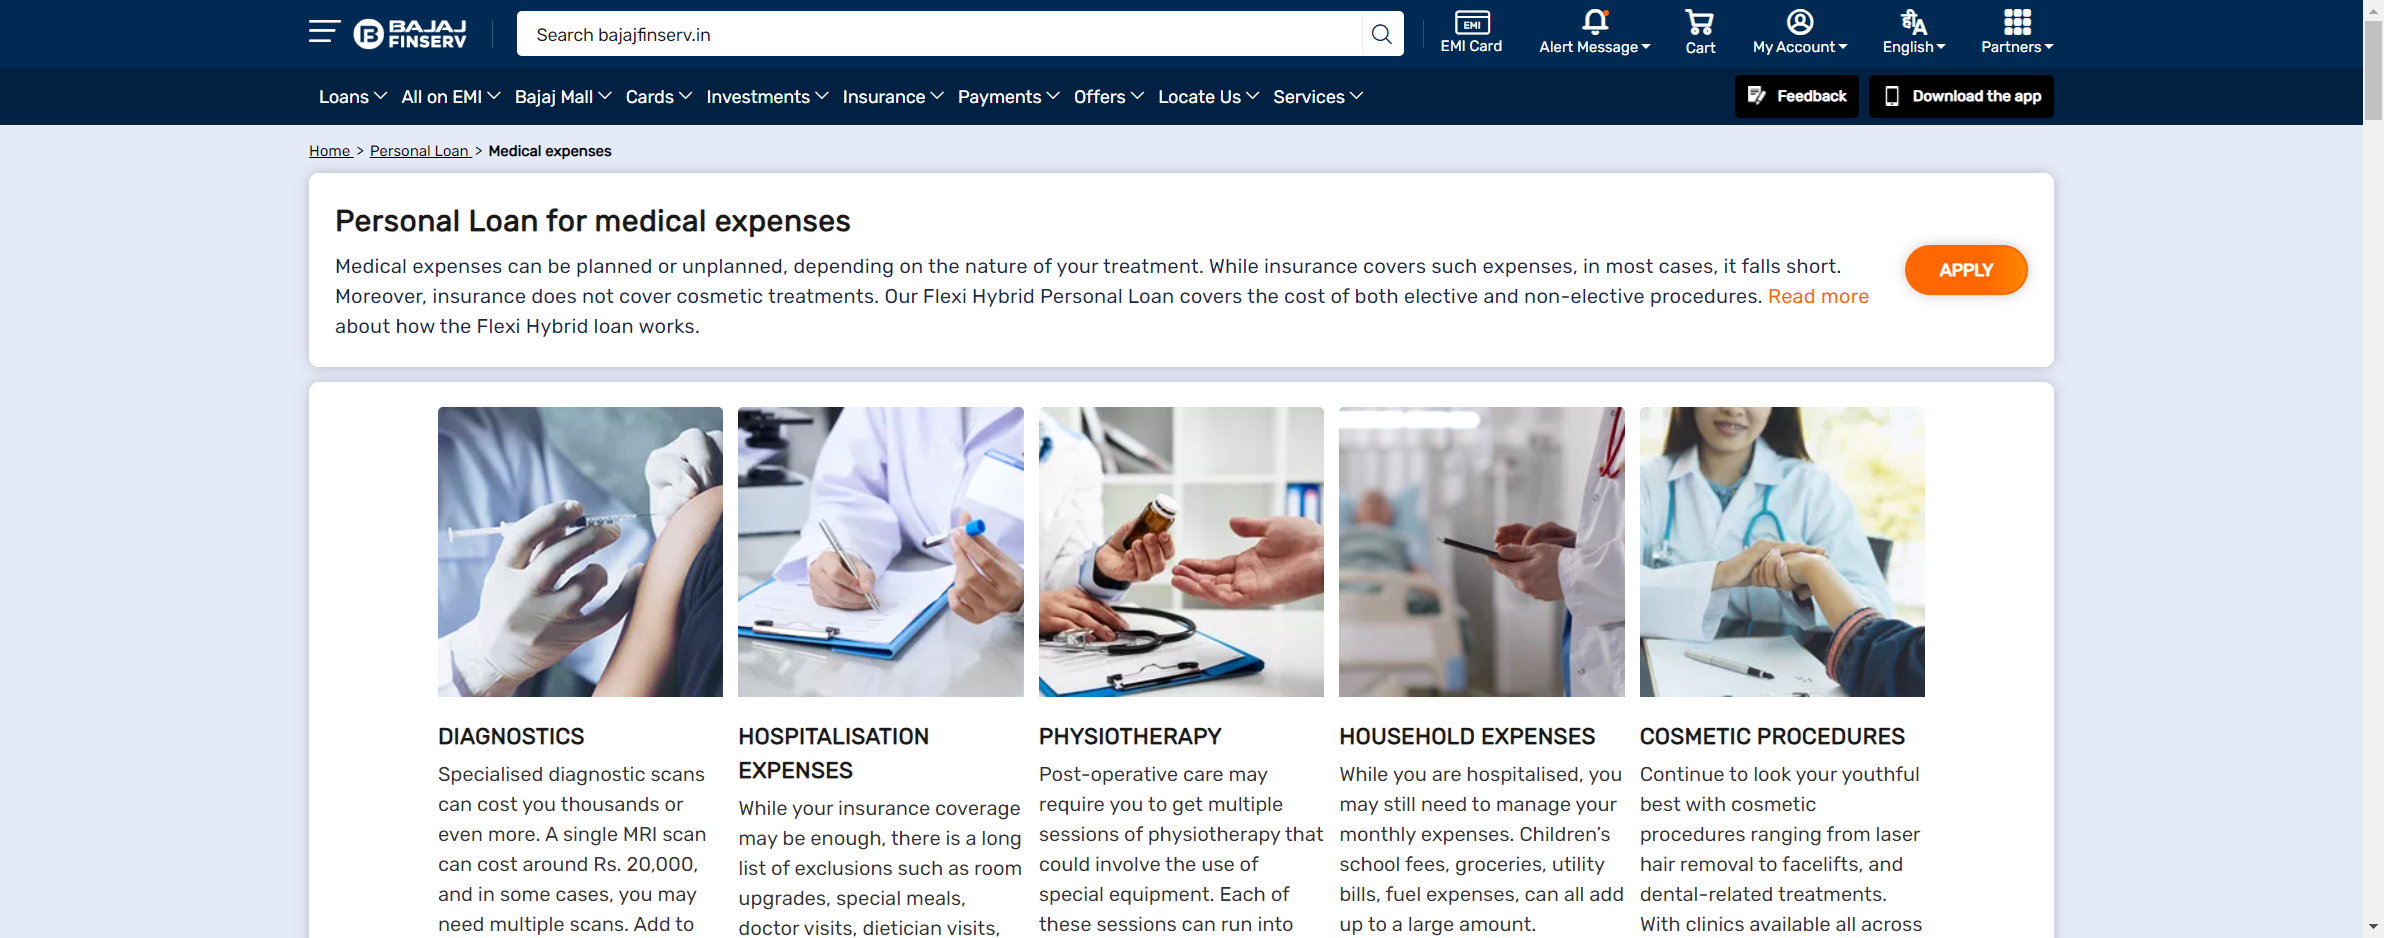 BAJAJ
FINSERV
Search bajajfinserv.in
EMI
EMI Card
Alert Message
Cart
My Account
हीA
English
Partners
Loans All on EMI Bajaj Mall Cards Investments Insurance Payments Offers Locate Us Services
Feedback
Download the app
Home > Personal Loan > Medical expenses
Personal Loan for medical expenses
Medical expenses can be planned or unplanned, depending on the nature of your treatment. While insurance covers such expenses, in most cases, it falls short.
Moreover, insurance does not cover cosmetic treatments. Our Flexi Hybrid Personal Loan covers the cost of both elective and non-elective procedures. Read more
about how the Flexi Hybrid loan works.
APPLY
DIAGNOSTICS
Specialised diagnostic scans
can cost you thousands or
even more. A single MRI scan
can cost around Rs. 20,000,
and in some cases, you may
need multiple scans. Add to
HOSPITALISATION
EXPENSES
While your insurance coverage
may be enough, there is a long
list of exclusions such as room
upgrades, special meals,
doctor visits, dietician visits,
PHYSIOTHERAPY
Post-operative care may
require you to get multiple
sessions of physiotherapy that
could involve the use of
special equipment. Each of
these sessions can run into
HOUSEHOLD EXPENSES
While you are hospitalised, you
may still need to manage your
monthly expenses. Children’s
school fees, groceries, utility
bills, fuel expenses, can all add
up to a large amount.
COSMETIC PROCEDURES
Continue to look your youthful
best with cosmetic
procedures ranging from laser
hair removal to facelifts, and
dental-related treatments.
With clinics available all across